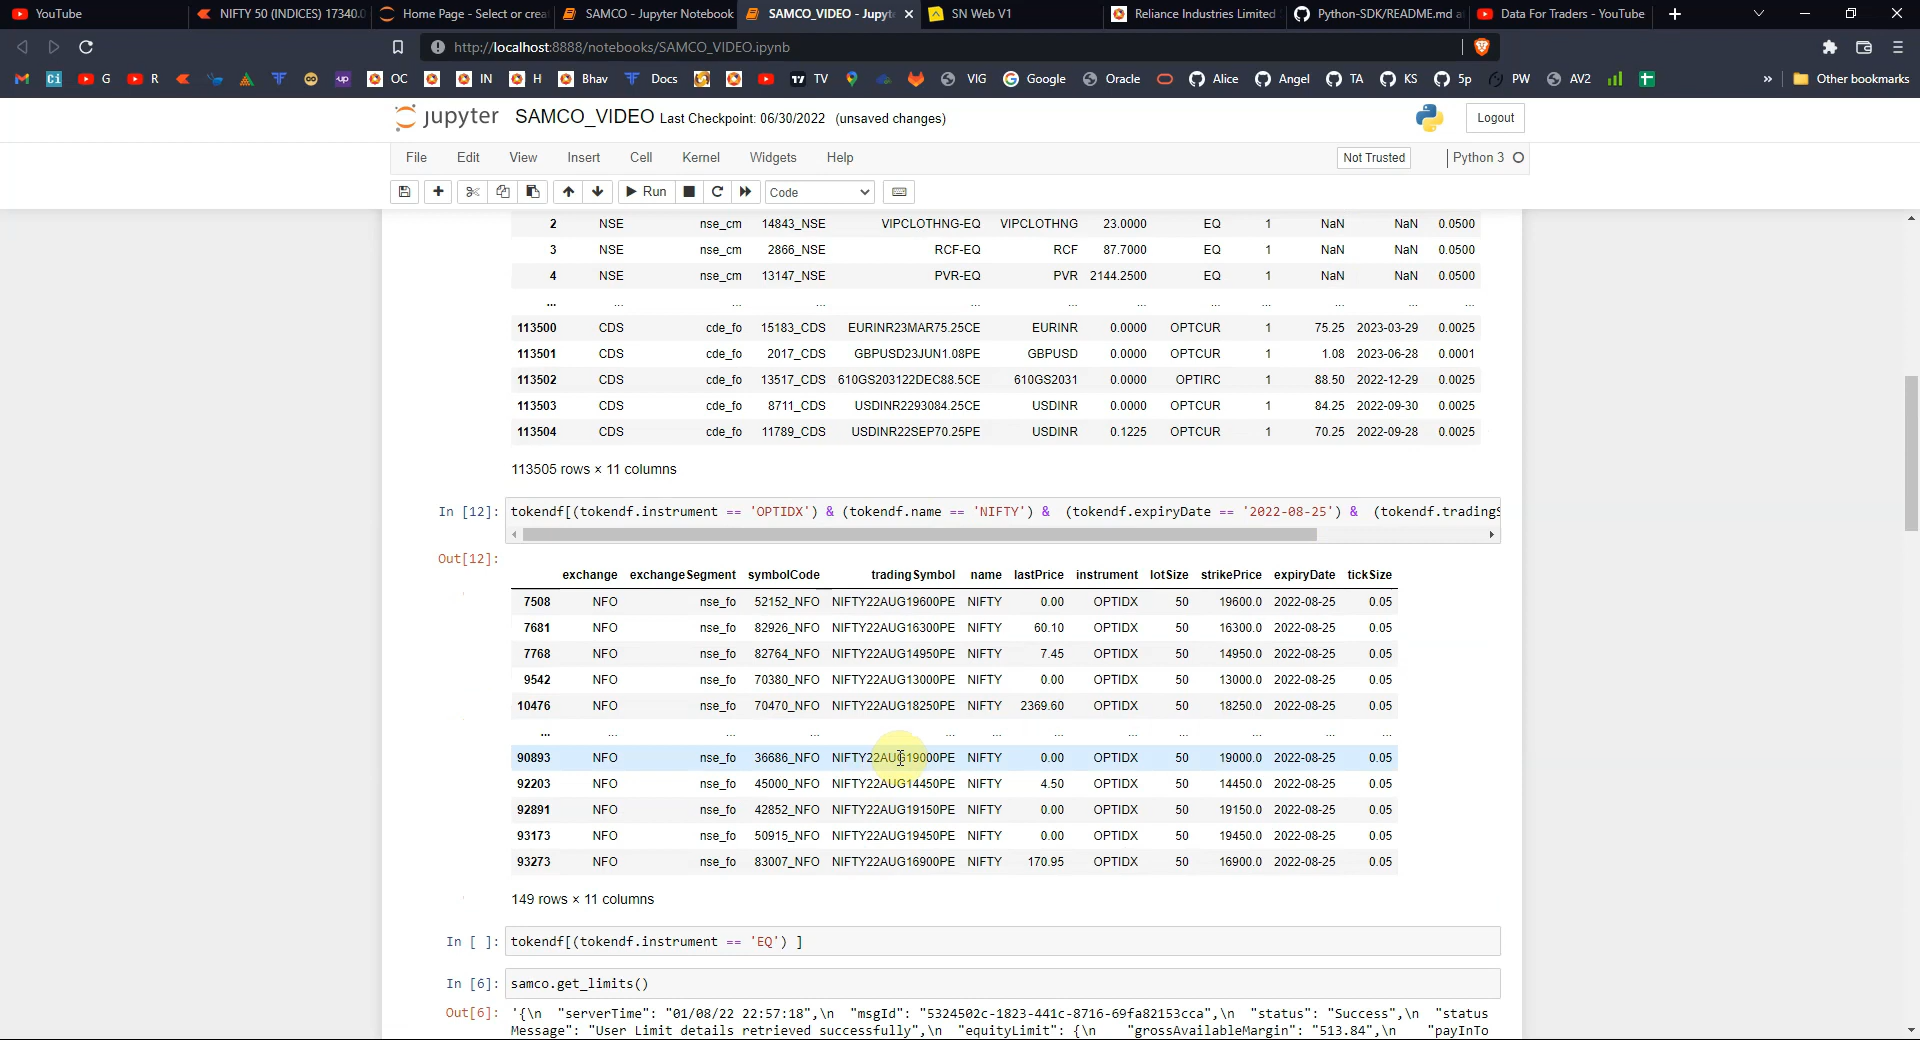 YouTube
NIFTY 50 (INDICES) 17340.0
Home Page - Select or creat
SAMCO - Jupyter Notebook
SAMCO_VIDEO - Jupyte
SN Web V1
Reliance Industries Limited
Python-SDK/README.md a
Data For Traders - YouTube
http://localhost:8888/notebooks/SAMCO_VIDEO.ipynb
Ci G R up OC IN H Bhav Docs TV VIG Google Oracle Alice Angel TA KS 5p PW AV2 » Other bookmarks
jupyter SAMCO_VIDEO Last Checkpoint: 06/30/2022 (unsaved changes) Logout
File Edit View Insert Cell Kernel Widgets Help Not Trusted Python 3
Run Code
2 NSE nse_cm 14843_NSE VIPCLOTHNG-EQ VIPCLOTHNG 23.0000 EQ 1 NaN NaN 0.0500
3 NSE nse_cm 2866_NSE RCF-EQ RCF 87.7000 EQ 1 NaN NaN 0.0500
4 NSE nse_cm 13147_NSE PVR-EQ PVR 2144.2500 EQ 1 NaN NaN 0.0500
... ... ... ... ... ... ... ... ... ... ... ...
113500 CDS cde_fo 15183_CDS EURINR23MAR75.25CE EURINR 0.0000 OPTCUR 1 75.25 2023-03-29 0.0025
113501 CDS cde_fo 2017_CDS GBPUSD23JUN1.08PE GBPUSD 0.0000 OPTCUR 1 1.08 2023-06-28 0.0001
113502 CDS cde_fo 13517_CDS 610GS203122DEC88.5CE 610GS2031 0.0000 OPTIRC 1 88.50 2022-12-29 0.0025
113503 CDS cde_fo 8711_CDS USDINR2293084.25CE USDINR 0.0000 OPTCUR 1 84.25 2022-09-30 0.0025
113504 CDS cde_fo 11789_CDS USDINR22SEP70.25PE USDINR 0.1225 OPTCUR 1 70.25 2022-09-28 0.0025
113505 rows × 11 columns
In [12]: tokendf[(tokendf.instrument == 'OPTIDX') & (tokendf.name == 'NIFTY') & (tokendf.expiryDate == '2022-08-25') & (tokendf.tradingS
Out[12]:
exchange exchangeSegment symbolCode tradingSymbol name lastPrice instrument lotSize strikePrice expiryDate tickSize
7508 NFO nse_fo 52152_NFO NIFTY22AUG19600PE NIFTY 0.00 OPTIDX 50 19600.0 2022-08-25 0.05
7681 NFO nse_fo 82926_NFO NIFTY22AUG16300PE NIFTY 60.10 OPTIDX 50 16300.0 2022-08-25 0.05
7768 NFO nse_fo 82764_NFO NIFTY22AUG14950PE NIFTY 7.45 OPTIDX 50 14950.0 2022-08-25 0.05
9542 NFO nse_fo 70380_NFO NIFTY22AUG13000PE NIFTY 0.00 OPTIDX 50 13000.0 2022-08-25 0.05
10476 NFO nse_fo 70470_NFO NIFTY22AUG18250PE NIFTY 2369.60 OPTIDX 50 18250.0 2022-08-25 0.05
... ... ... ... ... ... ... ... ... ... ... ...
90893 NFO nse_fo 36686_NFO NIFTY22AUG19000PE NIFTY 0.00 OPTIDX 50 19000.0 2022-08-25 0.05
92203 NFO nse_fo 45000_NFO NIFTY22AUG14450PE NIFTY 4.50 OPTIDX 50 14450.0 2022-08-25 0.05
92891 NFO nse_fo 42852_NFO NIFTY22AUG19150PE NIFTY 0.00 OPTIDX 50 19150.0 2022-08-25 0.05
93173 NFO nse_fo 50915_NFO NIFTY22AUG19450PE NIFTY 0.00 OPTIDX 50 19450.0 2022-08-25 0.05
93273 NFO nse_fo 83007_NFO NIFTY22AUG16900PE NIFTY 170.95 OPTIDX 50 16900.0 2022-08-25 0.05
149 rows × 11 columns
In [ ]: tokendf[(tokendf.instrument == 'EQ') ]
In [6]: samco.get_limits()
Out[6]: '{\n "serverTime": "01/08/22 22:57:18",\n "msgId": "5324502c-1823-441c-8716-69fa82153cca",\n "status": "Success",\n "status
Message": "User Limit details retrieved successfully",\n "equityLimit": {\n "grossAvailableMargin": "513.84",\n "payInTo